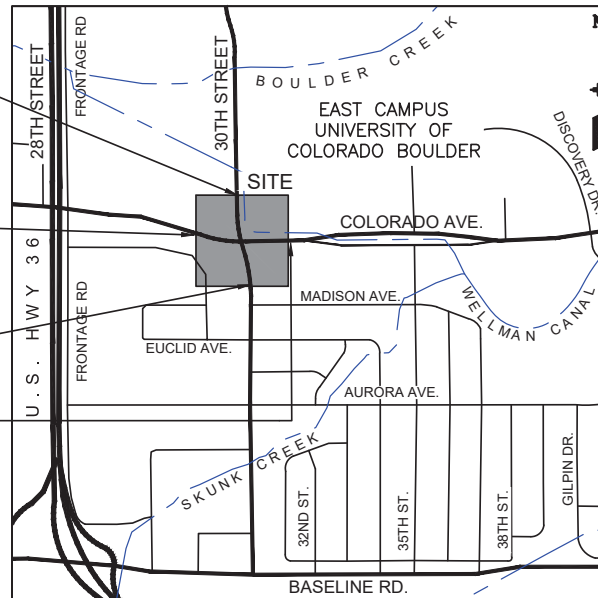 28TH STREET
FRONTAGE RD
30TH STREET
BOULDER CREEK
EAST CAMPUS
UNIVERSITY OF
COLORADO BOULDER
DISCOVERY DR.
SITE
COLORADO AVE.
U.S. HWY 36
FRONTAGE RD
MADISON AVE.
WELLMAN CANAL
EUCLID AVE.
AURORA AVE.
SKUNK CREEK
32ND ST.
35TH ST.
38TH ST.
GILPIN DR.
BASELINE RD.